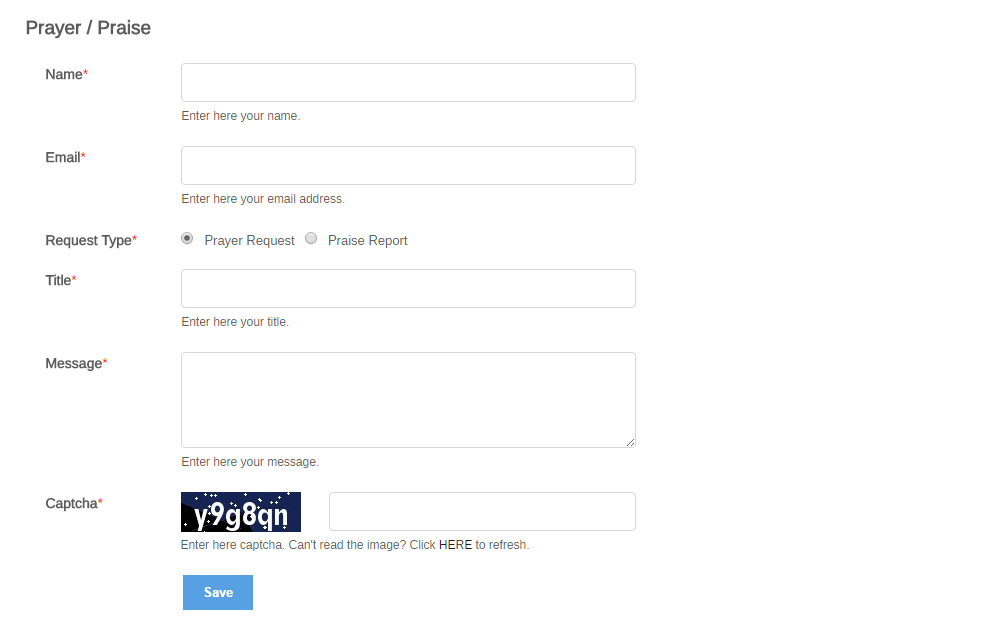 Prayer / Praise
Name*
Enter here your name.
Email*
Enter here your email address.
Request Type* Prayer Request Praise Report
Title*
Enter here your title.
Message*
Enter here your message.
Captcha* y9g8qn
Enter here captcha. Can't read the image? Click HERE to refresh.
Save